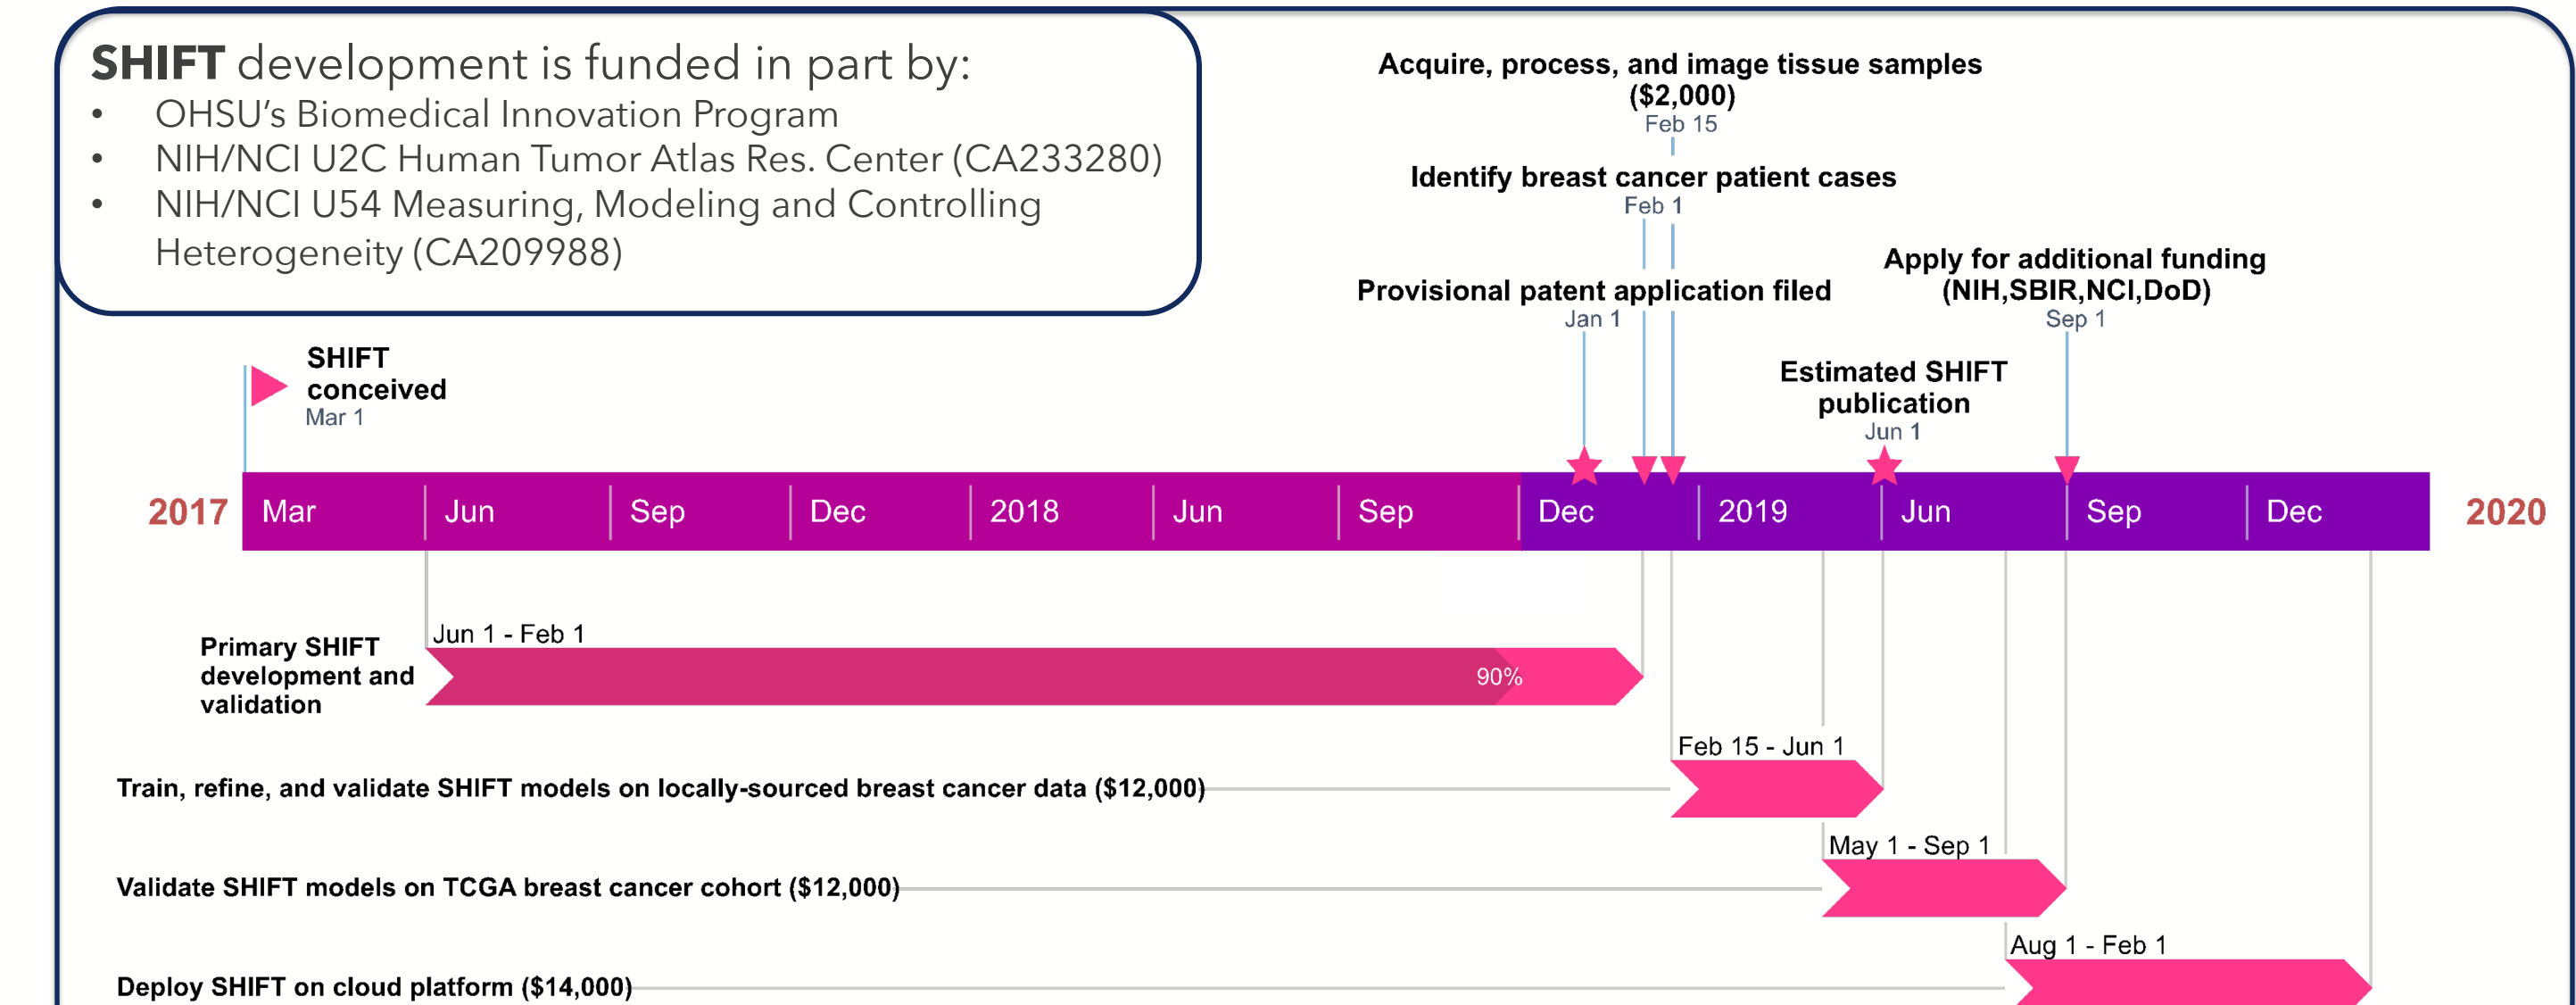 SHIFT development is funded in part by:
• OHSU’s Biomedical Innovation Program
• NIH/NCI U2C Human Tumor Atlas Res. Center (CA233280)
• NIH/NCI U54 Measuring, Modeling and Controlling
Heterogeneity (CA209988)
Acquire, process, and image tissue samples
($2,000)
Feb 15
Identify breast cancer patient cases
Feb 1
Provisional patent application filed
Jan 1
Apply for additional funding
(NIH,SBIR,NCI,DoD)
Sep 1
SHIFT
conceived
Mar 1
Estimated SHIFT
publication
Jun 1
2017 Mar Jun Sep Dec 2018 Jun Sep Dec 2019 Jun Sep Dec 2020
Jun 1 - Feb 1
Primary SHIFT
development and
validation
90%
Feb 15 - Jun 1
Train, refine, and validate SHIFT models on locally-sourced breast cancer data ($12,000)
May 1 - Sep 1
Validate SHIFT models on TCGA breast cancer cohort ($12,000)
Aug 1 - Feb 1
Deploy SHIFT on cloud platform ($14,000)